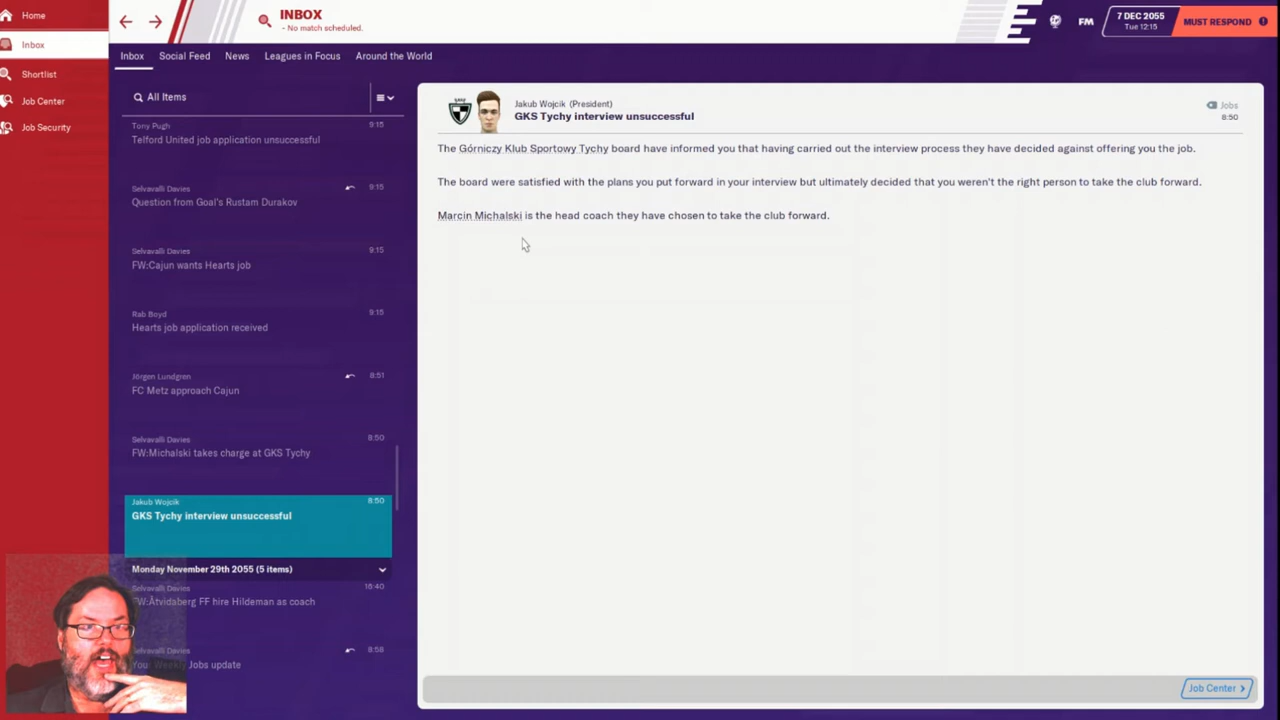 Home
Inbox
Shortlist
Job Center
Job Security
INBOX
- No match scheduled.
FM
7 DEC 2055
Tue 12:15
MUST RESPOND
Inbox Social Feed News Leagues in Focus Around the World
All Items
Tony Pugh 9:15
Telford United job application unsuccessful
Selvavalli Davies 9:15
Question from Goal's Rustam Durakov
Selvavalli Davies 9:15
FW:Cajun wants Hearts job
Rab Boyd 9:15
Hearts job application received
Jörgen Lundgren 8:51
FC Metz approach Cajun
Selvavalli Davies 8:50
FW:Michalski takes charge at GKS Tychy
Jakub Wojcik 8:50
GKS Tychy interview unsuccessful
Monday November 29th 2055 (5 items)
Selvavalli Davies 16:40
FW:Åtvidaberg FF hire Hildeman as coach
Selvavalli Davies 8:58
Your Weekly Jobs update
Jakub Wojcik (President)
GKS Tychy interview unsuccessful
Jobs
8:50
The Górniczy Klub Sportowy Tychy board have informed you that having carried out the interview process they have decided against offering you the job.
The board were satisfied with the plans you put forward in your interview but ultimately decided that you weren't the right person to take the club forward.
Marcin Michalski is the head coach they have chosen to take the club forward.
Job Center